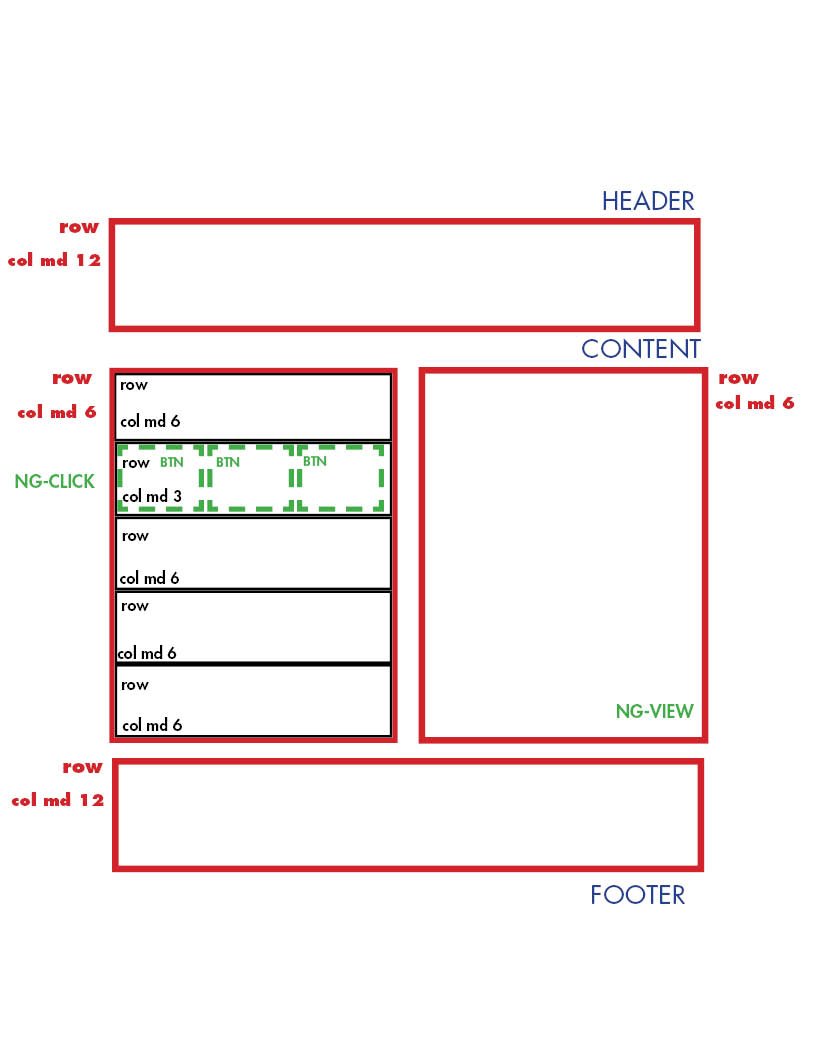 HEADER
row
col md 12
CONTENT
row
col md 6
row
col md 6
row
col md 6
NG-CLICK
row BTN
col md 3
BTN
BTN
row
col md 6
row
col md 6
row
col md 6
NG-VIEW
row
col md 12
FOOTER